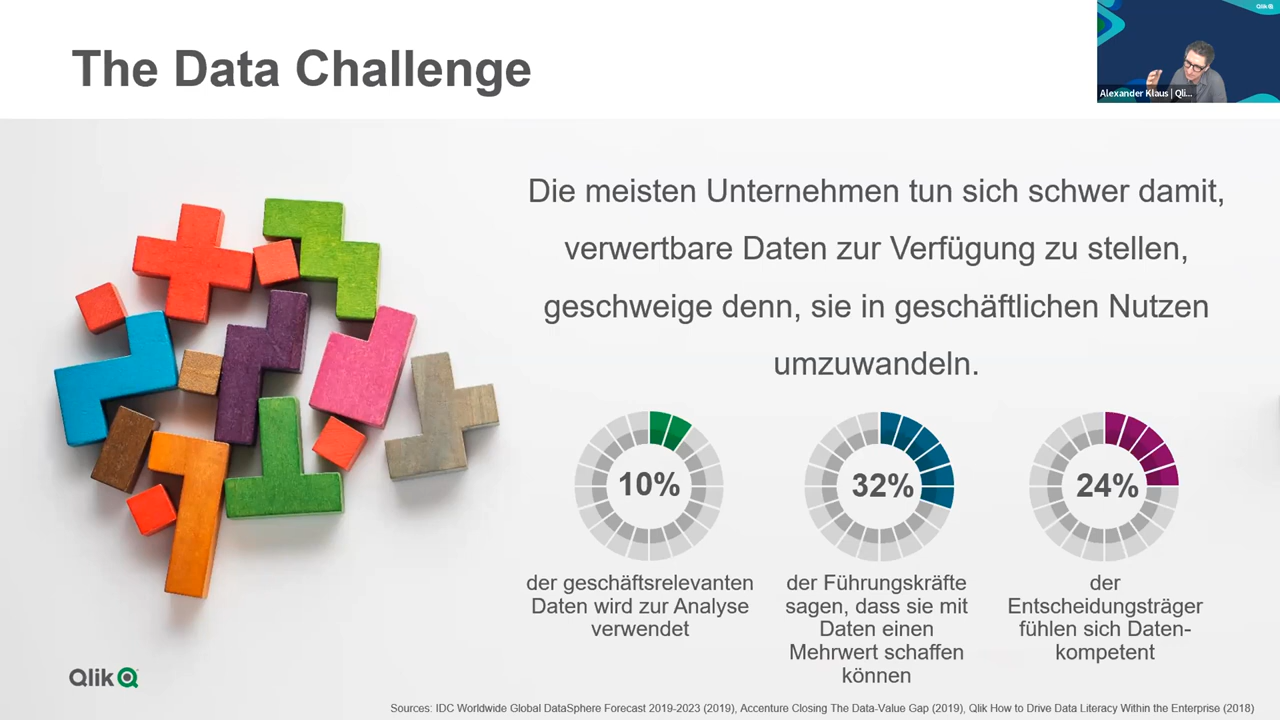 The Data Challenge
Qlik
Alexander Klaus | Qli...
Die meisten Unternehmen tun sich schwer damit,
verwertbare Daten zur Verfügung zu stellen,
geschweige denn, sie in geschäftlichen Nutzen
umzuwandeln.
10%
32%
24%
der geschäftsrelevanten
Daten wird zur Analyse
verwendet
der Führungskräfte
sagen, dass sie mit
Daten einen
Mehrwert schaffen
können
der
Entscheidungsträger
fühlen sich Daten-
kompetent
Qlik
Sources: IDC Worldwide Global DataSphere Forecast 2019-2023 (2019), Accenture Closing The Data-Value Gap (2019), Qlik How to Drive Data Literacy Within the Enterprise (2018)